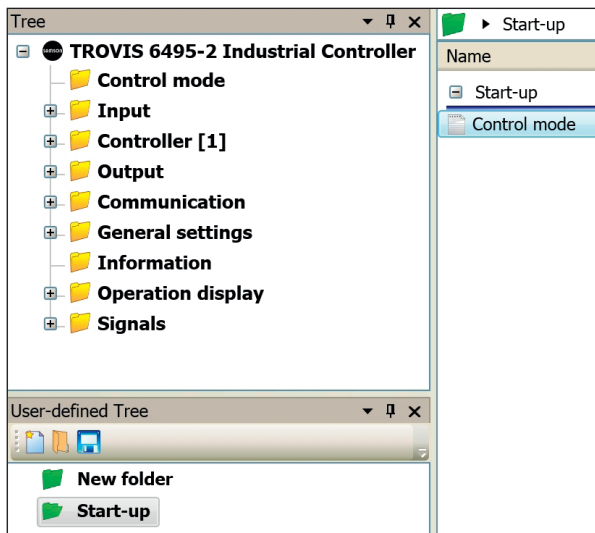 Tree
TROVIS 6495-2 Industrial Controller
Control mode
Input
Controller [1]
Output
Communication
General settings
Information
Operation display
Signals
User-defined Tree
New folder
Start-up
Start-up
Name
Start-up
Control mode